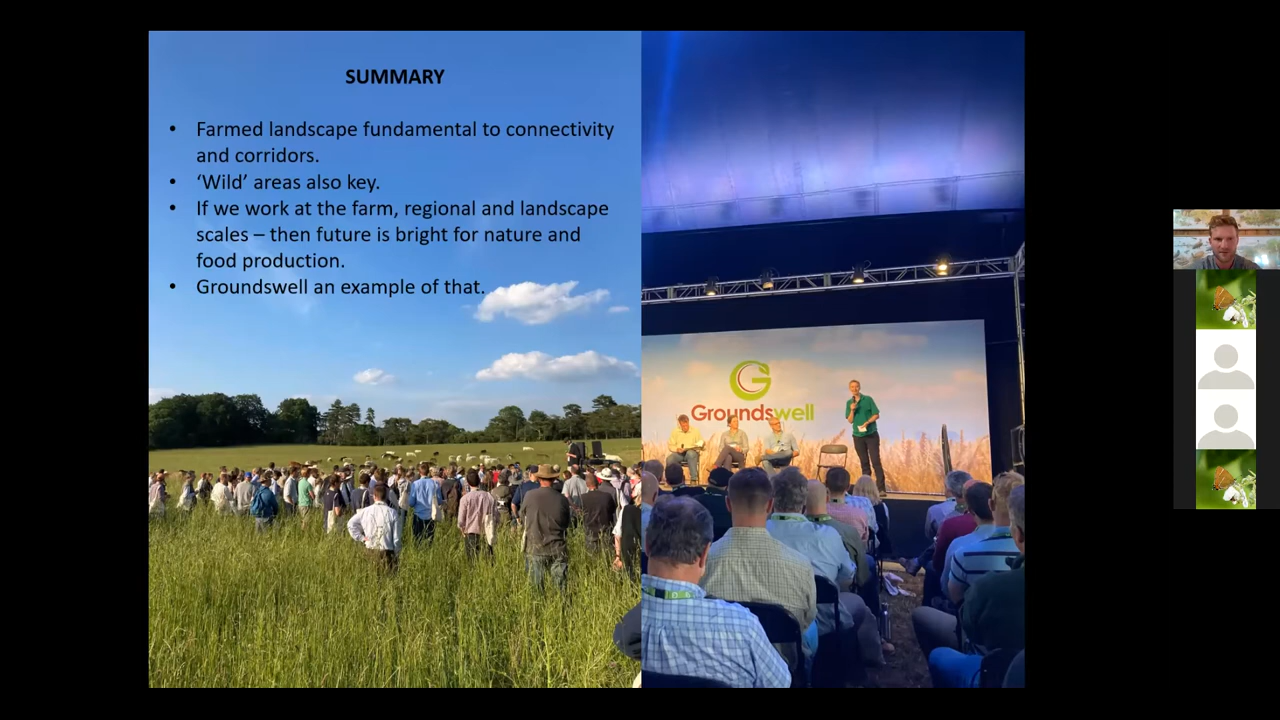 SUMMARY
• Farmed landscape fundamental to connectivity
and corridors.
• ‘Wild’ areas also key.
• If we work at the farm, regional and landscape
scales – then future is bright for nature and
food production.
• Groundswell an example of that.
G
Groundswell